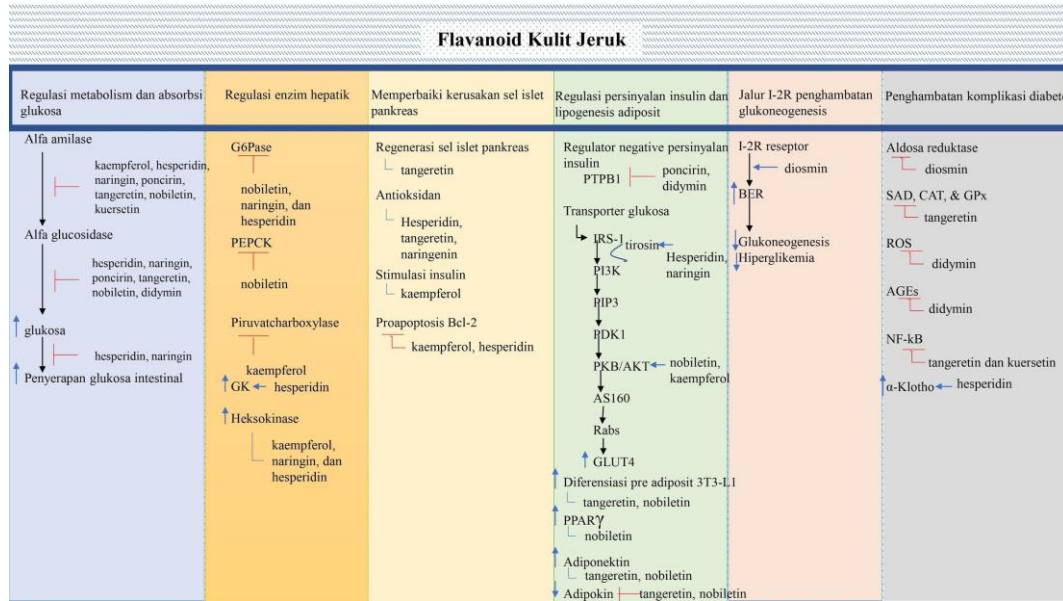 Flavanoid Kulit Jeruk
Regulasi metabolism dan absorbsi
glukosa
Alfa amilase
kaempferol, hesperidin,
naringin, poncirin,
tangeretin, nobiletin,
kuersetin
Alfa glucosidase
hesperidin, naringin,
poncirin, tangeretin,
nobiletin, didymin
glukosa
hesperidin, naringin
Penyerapan glukosa intestinal
Regulasi enzim hepatik
G6Pase
nobiletin,
naringin, dan
hesperidin
PEPCK
nobiletin
Piruvatcharboxylase
kaempferol
GK
hesperidin
Heksokinase
kaempferol,
naringin, dan
hesperidin
Memperbaiki kerusakan sel islet
pankreas
Regenerasi sel islet pankreas
tangeretin
Antioksidan
Hesperidin,
tangeretin,
naringenin
Stimulasi insulin
kaempferol
Proapoptosis Bcl-2
kaempferol, hesperidin
Regulasi persinyalan insulin dan
lipogenesis adiposit
Regulator negative persinyalan
insulin
PTPB1
poncirin,
didymin
Transporter glukosa
IRS-1
tirosin
Hesperidin,
naringin
PI3K
PIP3
PDK1
PKB/AKT
nobiletin,
kaempferol
AS160
Rabs
GLUT4
Diferensiasi pre adiposit 3T3-L1
tangeretin, nobiletin
PPARγ
nobiletin
Adiponektin
tangeretin, nobiletin
Adipokin
tangeretin, nobiletin
Jalur I-2R penghambatan
glukoneogenesis
I-2R reseptor
diosmin
BER
Glukoneogenesis
Hiperglikemia
Penghambatan komplikasi diabete
Aldosa reduktase
diosmin
SAD, CAT, & GPx
tangeretin
ROS
didymin
AGEs
didymin
NF-kB
tangeretin dan kuersetin
α-Klotho
hesperidin